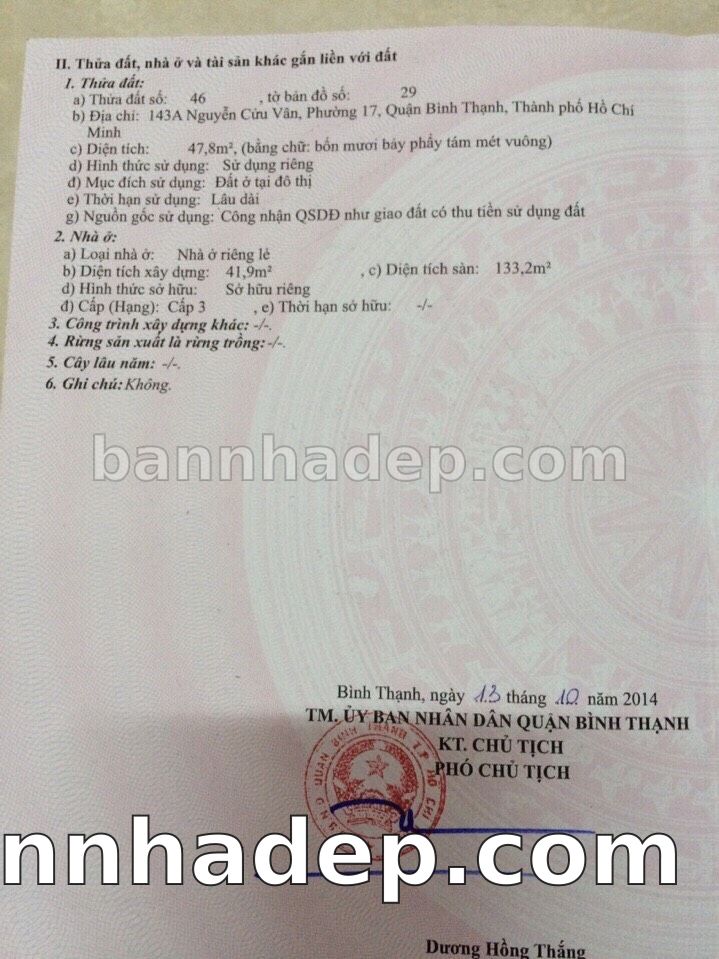 II. Thửa đất, nhà ở và tài sản khác gắn liền với đất
1. Thửa đất:
a) Thửa đất số: 46 , tờ bản đồ số: 29
b) Địa chỉ: 143A Nguyễn Cửu Vân, Phường 17, Quận Bình Thạnh, Thành phố Hồ Chí
Minh
c) Diện tích: 47,8m², (bằng chữ: bốn mươi bảy phẩy tám mét vuông)
d) Hình thức sử dụng: Sử dụng riêng
đ) Mục đích sử dụng: Đất ở tại đô thị
e) Thời hạn sử dụng: Lâu dài
g) Nguồn gốc sử dụng: Công nhận QSDĐ như giao đất có thu tiền sử dụng đất
2. Nhà ở:
a) Loại nhà ở: Nhà ở riêng lẻ
b) Diện tích xây dựng: 41,9m² , c) Diện tích sàn: 133,2m²
d) Hình thức sở hữu: Sở hữu riêng
đ) Cấp (Hạng): Cấp 3 , e) Thời hạn sở hữu: -/-
3. Công trình xây dựng khác: -/-.
4. Rừng sản xuất là rừng trồng: -/-.
5. Cây lâu năm: -/-.
6. Ghi chú: Không.
bannhadep.com
Bình Thạnh, ngày 13 tháng 10 năm 2014
TM. ỦY BAN NHÂN DÂN QUẬN BÌNH THẠNH
KT. CHỦ TỊCH
PHÓ CHỦ TỊCH
QUẬN BÌNH THẠNH T.P HỒ CHÍ
nnhadep.com
Dương Hồng Thắng